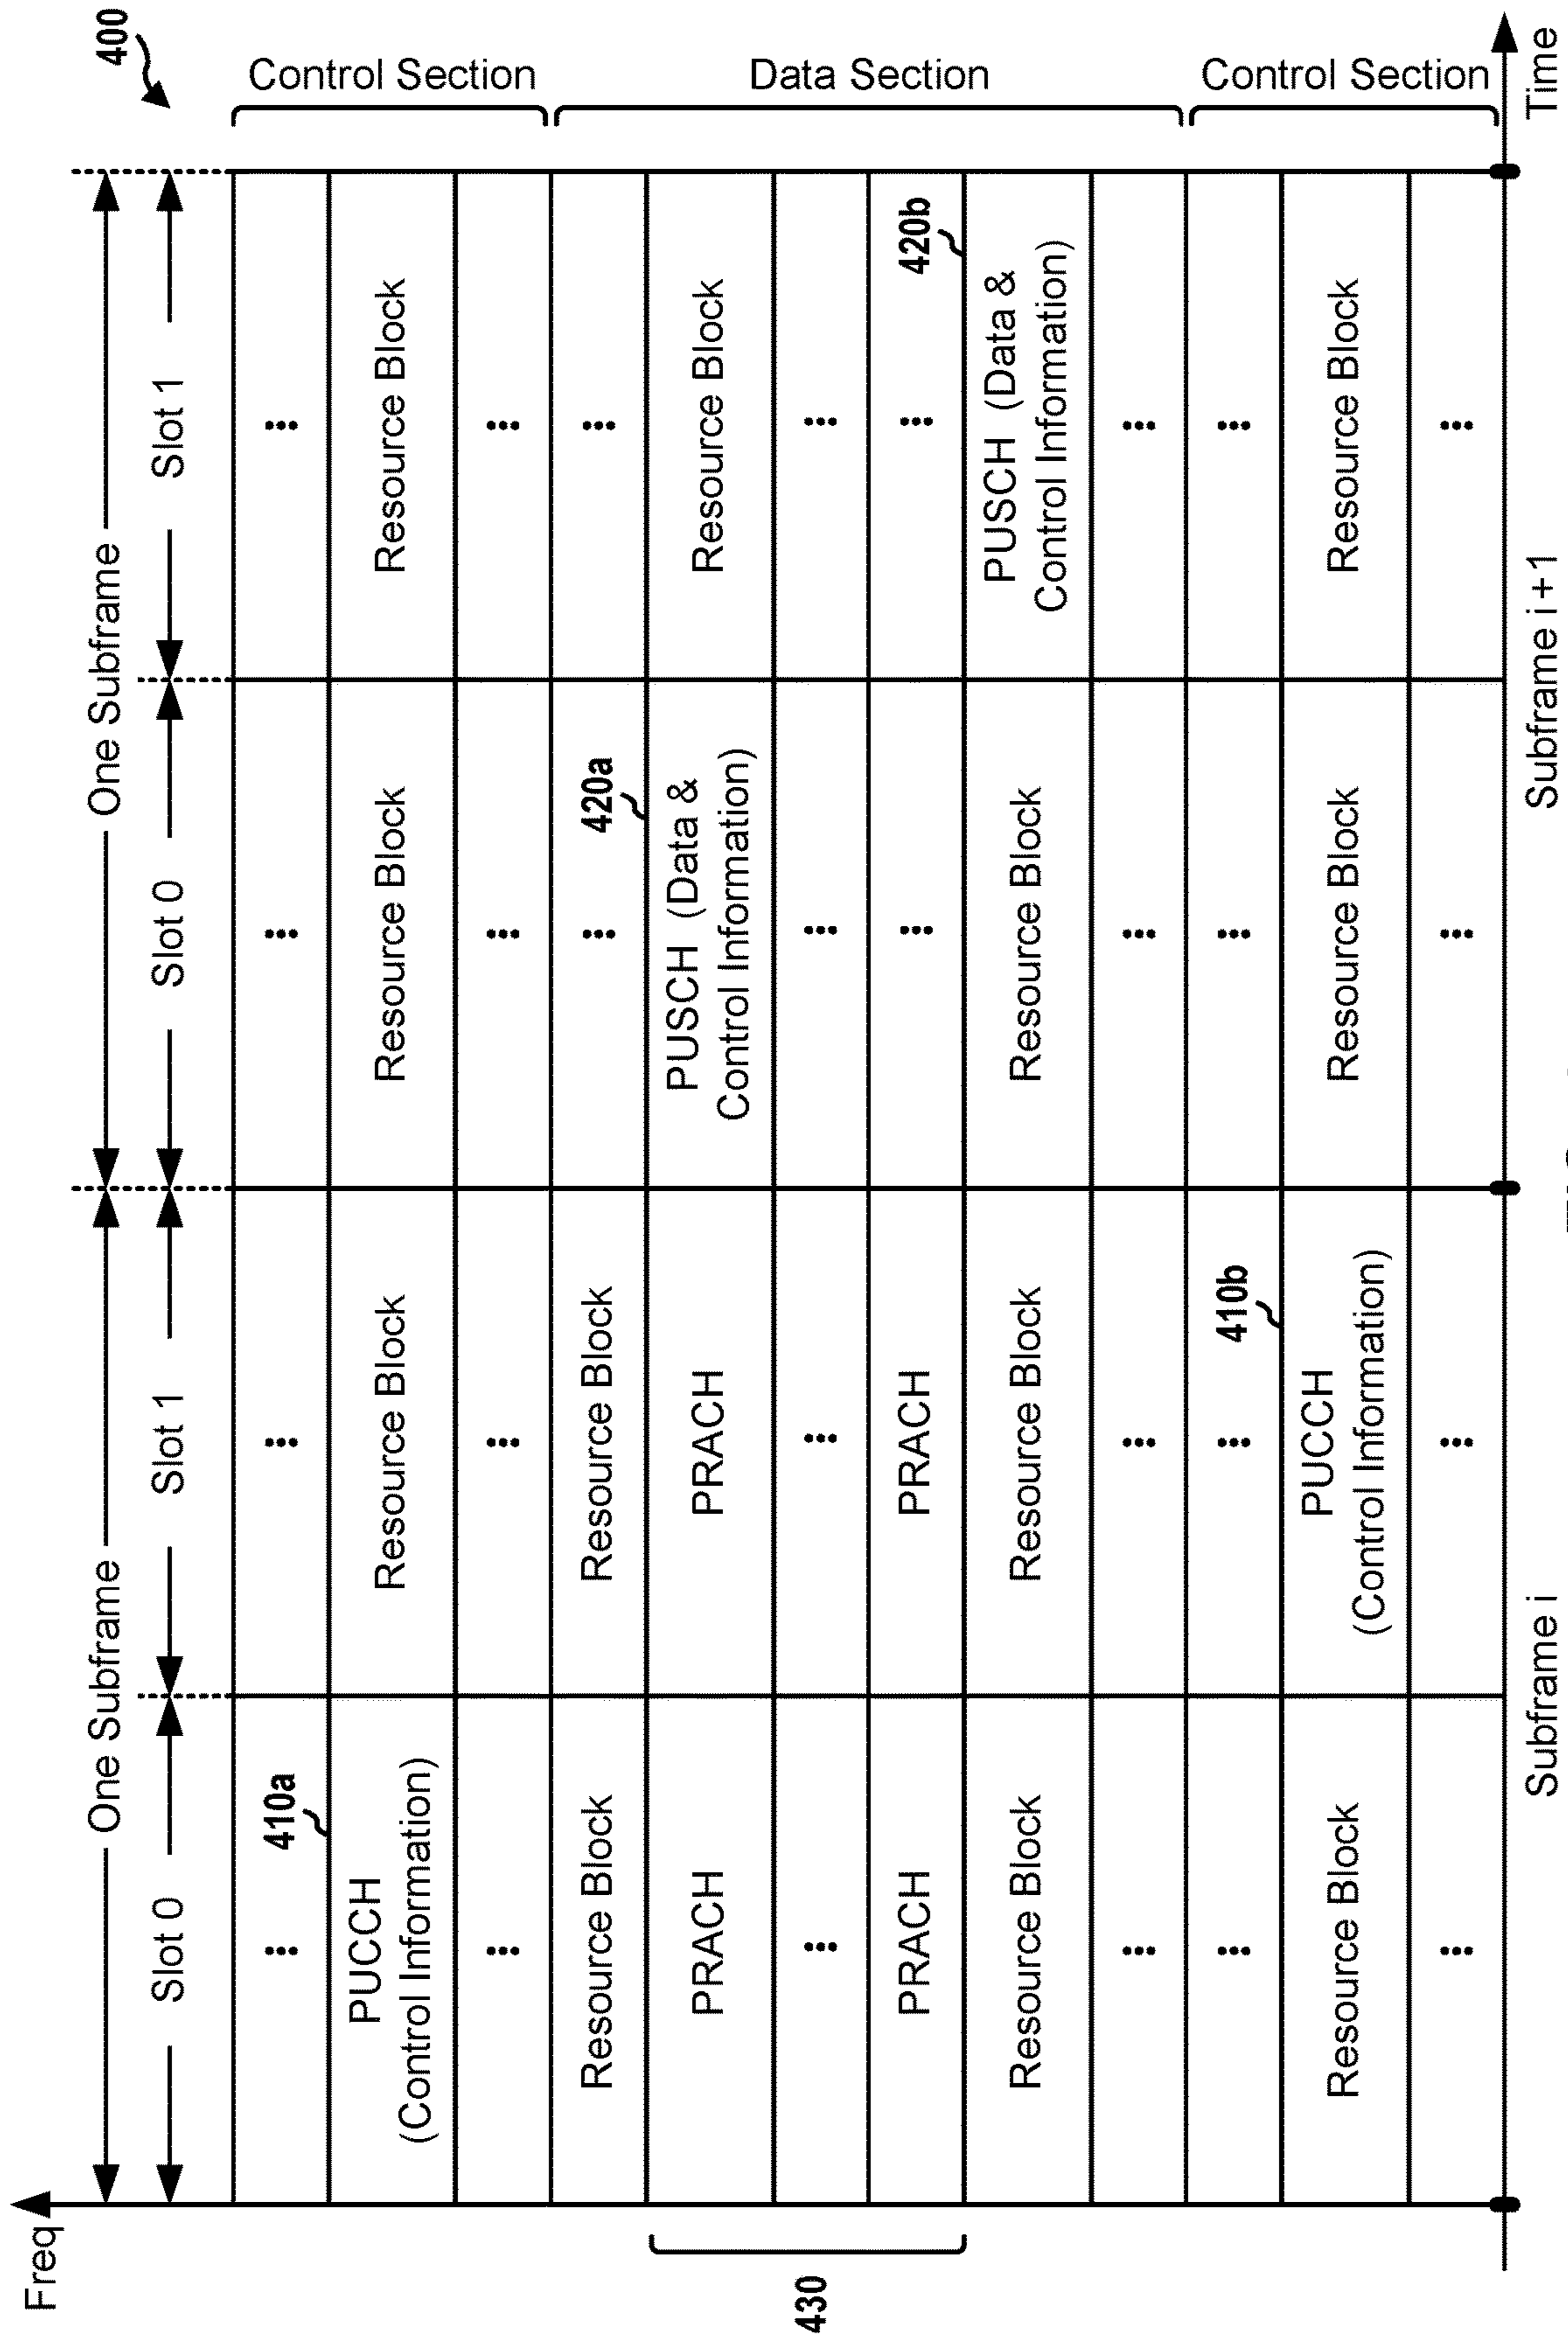 Freq
One Subframe
One Subframe
400
Slot 0
Slot 1
Slot 0
Slot 1
Control Section
Data Section
Control Section
... 410a
...
...
...
PUCCH
(Control Information)
Resource Block
Resource Block
Resource Block
...
...
...
...
Resource Block
Resource Block
... 420a
...
430
PRACH
PRACH
PUSCH (Data &
Control Information)
Resource Block
...
...
...
...
PRACH
PRACH
...
... 420b
Resource Block
Resource Block
Resource Block
PUSCH (Data &
Control Information)
...
...
...
...
...
... 410b
...
...
Resource Block
PUCCH
(Control Information)
Resource Block
Resource Block
...
...
...
...
Subframe i
Subframe i + 1
Time